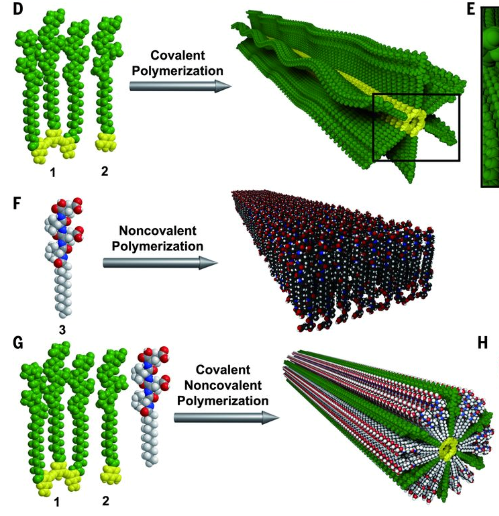 D
E
Covalent
Polymerization
1
2
F
Noncovalent
Polymerization
3
G
H
Covalent
Noncovalent
Polymerization
1
2